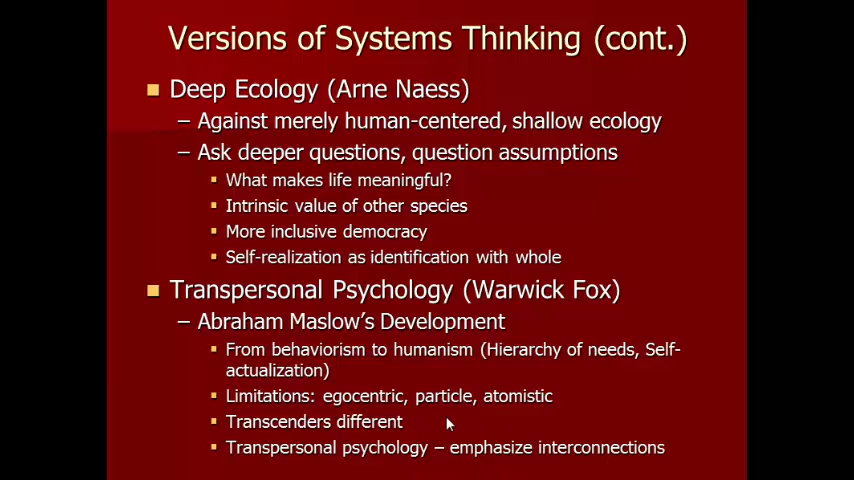 Versions of Systems Thinking (cont.)
Deep Ecology (Arne Naess)
– Against merely human-centered, shallow ecology
– Ask deeper questions, question assumptions
What makes life meaningful?
Intrinsic value of other species
More inclusive democracy
Self-realization as identification with whole
Transpersonal Psychology (Warwick Fox)
– Abraham Maslow's Development
From behaviorism to humanism (Hierarchy of needs, Self-
actualization)
Limitations: egocentric, particle, atomistic
Transcenders different
Transpersonal psychology – emphasize interconnections